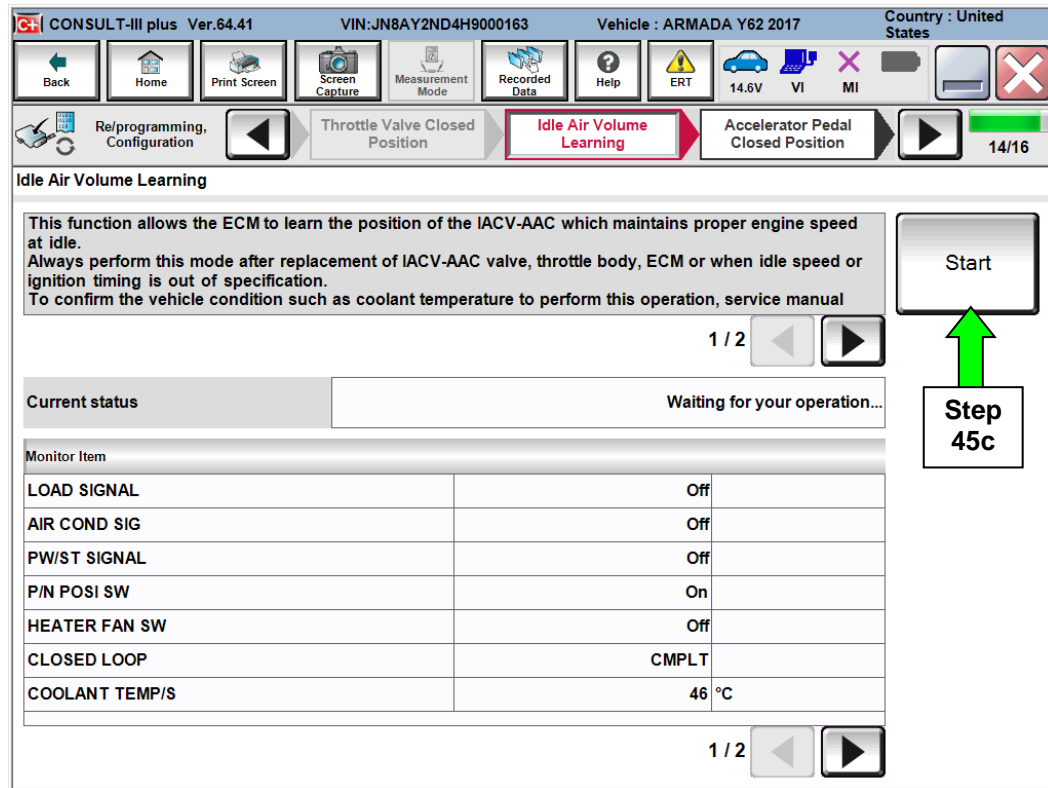 C+ CONSULT-III plus Ver.64.41 VIN:JN8AY2ND4H9000163 Vehicle : ARMADA Y62 2017 Country : United
States
Back Home Print Screen Screen
Capture Measurement
Mode Recorded
Data Help ERT 14.6V VI MI
Re/programming,
Configuration
Throttle Valve Closed
Position
Idle Air Volume
Learning
Accelerator Pedal
Closed Position
14/16
Idle Air Volume Learning
This function allows the ECM to learn the position of the IACV-AAC which maintains proper engine speed
at idle.
Always perform this mode after replacement of IACV-AAC valve, throttle body, ECM or when idle speed or
ignition timing is out of specification.
To confirm the vehicle condition such as coolant temperature to perform this operation, service manual
Start
1 / 2
Current status Waiting for your operation...
Step
45c
Monitor Item
LOAD SIGNAL Off
AIR COND SIG Off
PW/ST SIGNAL Off
P/N POSI SW On
HEATER FAN SW Off
CLOSED LOOP CMPLT
COOLANT TEMP/S 46 °C
1 / 2